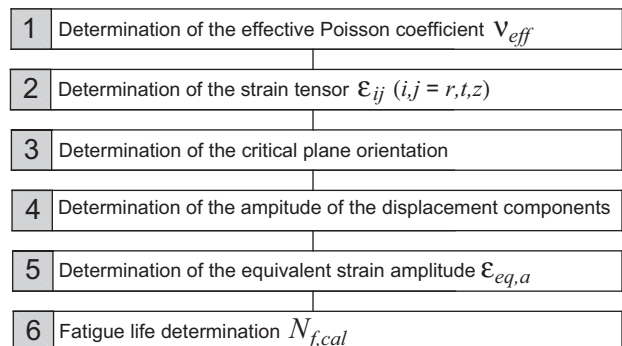 1 Determination of the effective Poisson coefficient ν_eff
2 Determination of the strain tensor ε_ij (i,j = r,t,z)
3 Determination of the critical plane orientation
4 Determination of the ampitude of the displacement components
5 Determination of the equivalent strain amplitude ε_eq,a
6 Fatigue life determination N_f,cal